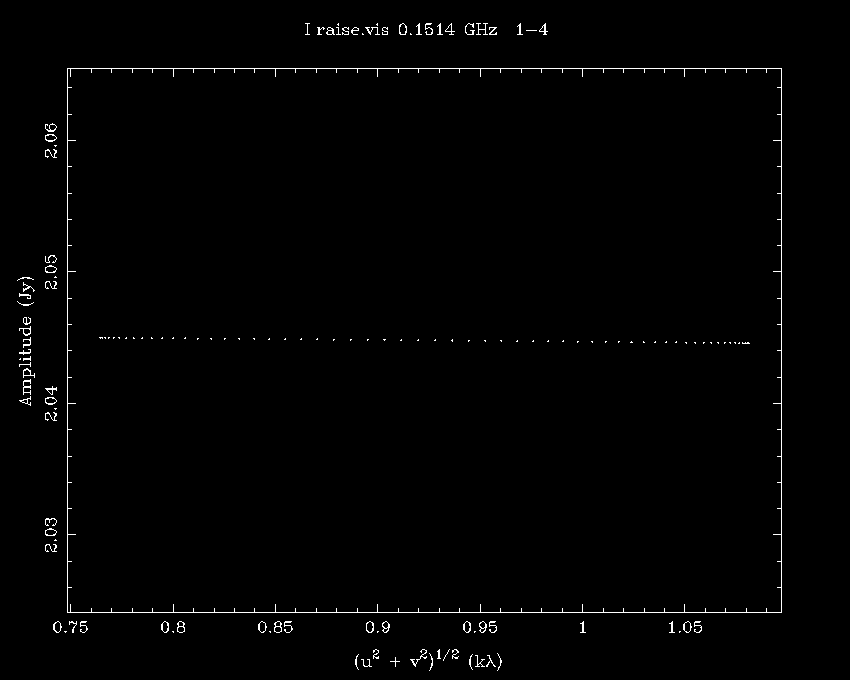 I raise.vis 0.1514 GHz 1-4
2.06
2.05
2.04
2.03
Amplitude (Jy)
0.75 0.8 0.85 0.9 0.95 1 1.05
(u² + v²)^1/2 (kλ)